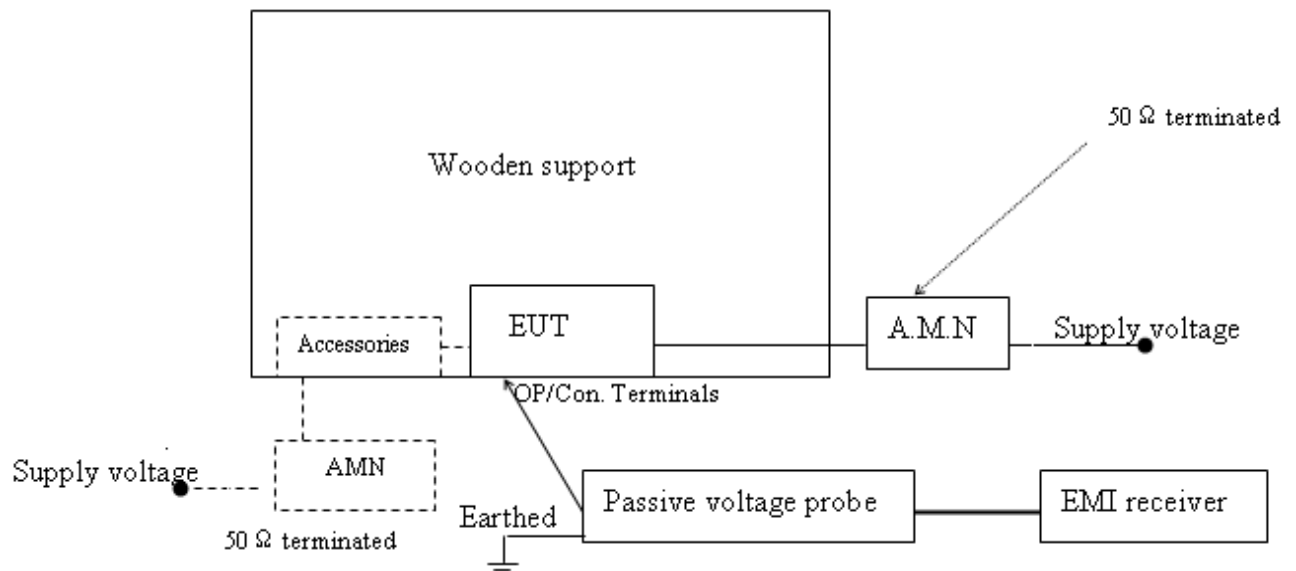 50 Ω terminated
Wooden support
EUT
A.M.N
Supply voltage
Accessories
OP/Con. Terminals
AMN
Supply voltage
Passive voltage probe
EMI receiver
Earthed
50 Ω terminated